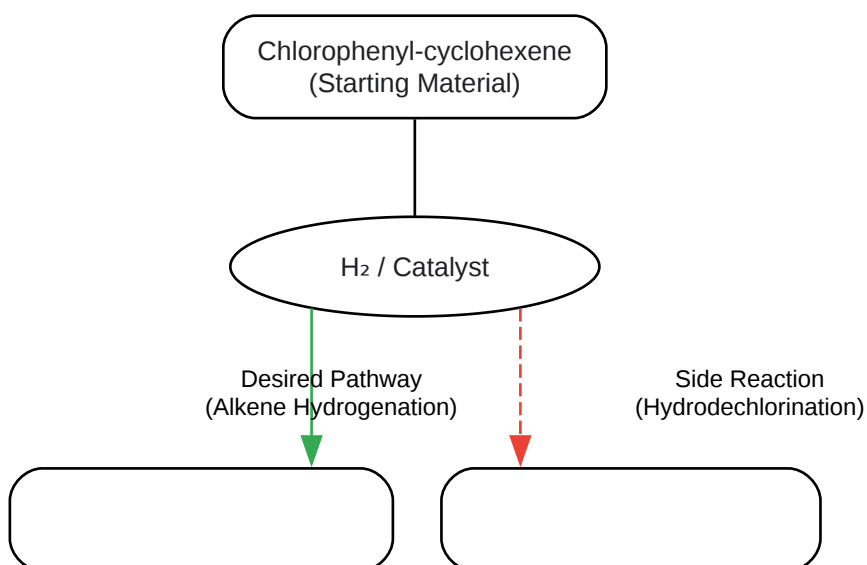 Chlorophenyl-cyclohexene
(Starting Material)
H₂ / Catalyst
Desired Pathway
(Alkene Hydrogenation)
Side Reaction
(Hydrodechlorination)